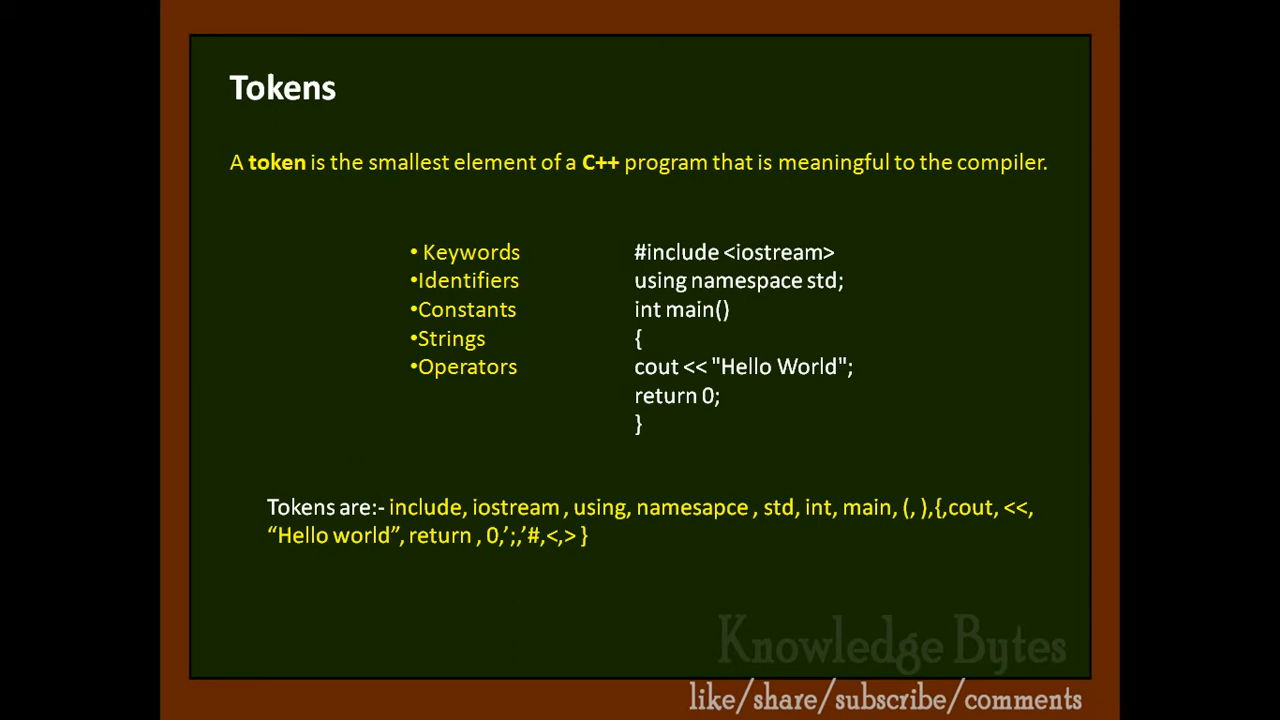 Tokens
A token is the smallest element of a C++ program that is meaningful to the compiler.
• Keywords
•Identifiers
•Constants
•Strings
•Operators
#include <iostream>
using namespace std;
int main()
{
cout << "Hello World";
return 0;
}
Tokens are:- include, iostream , using, namesapce , std, int, main, (, ),{,cout, <<,
“Hello world”, return , 0,’;,’#,<,> }
Knowledge Bytes
like/share/subscribe/comments